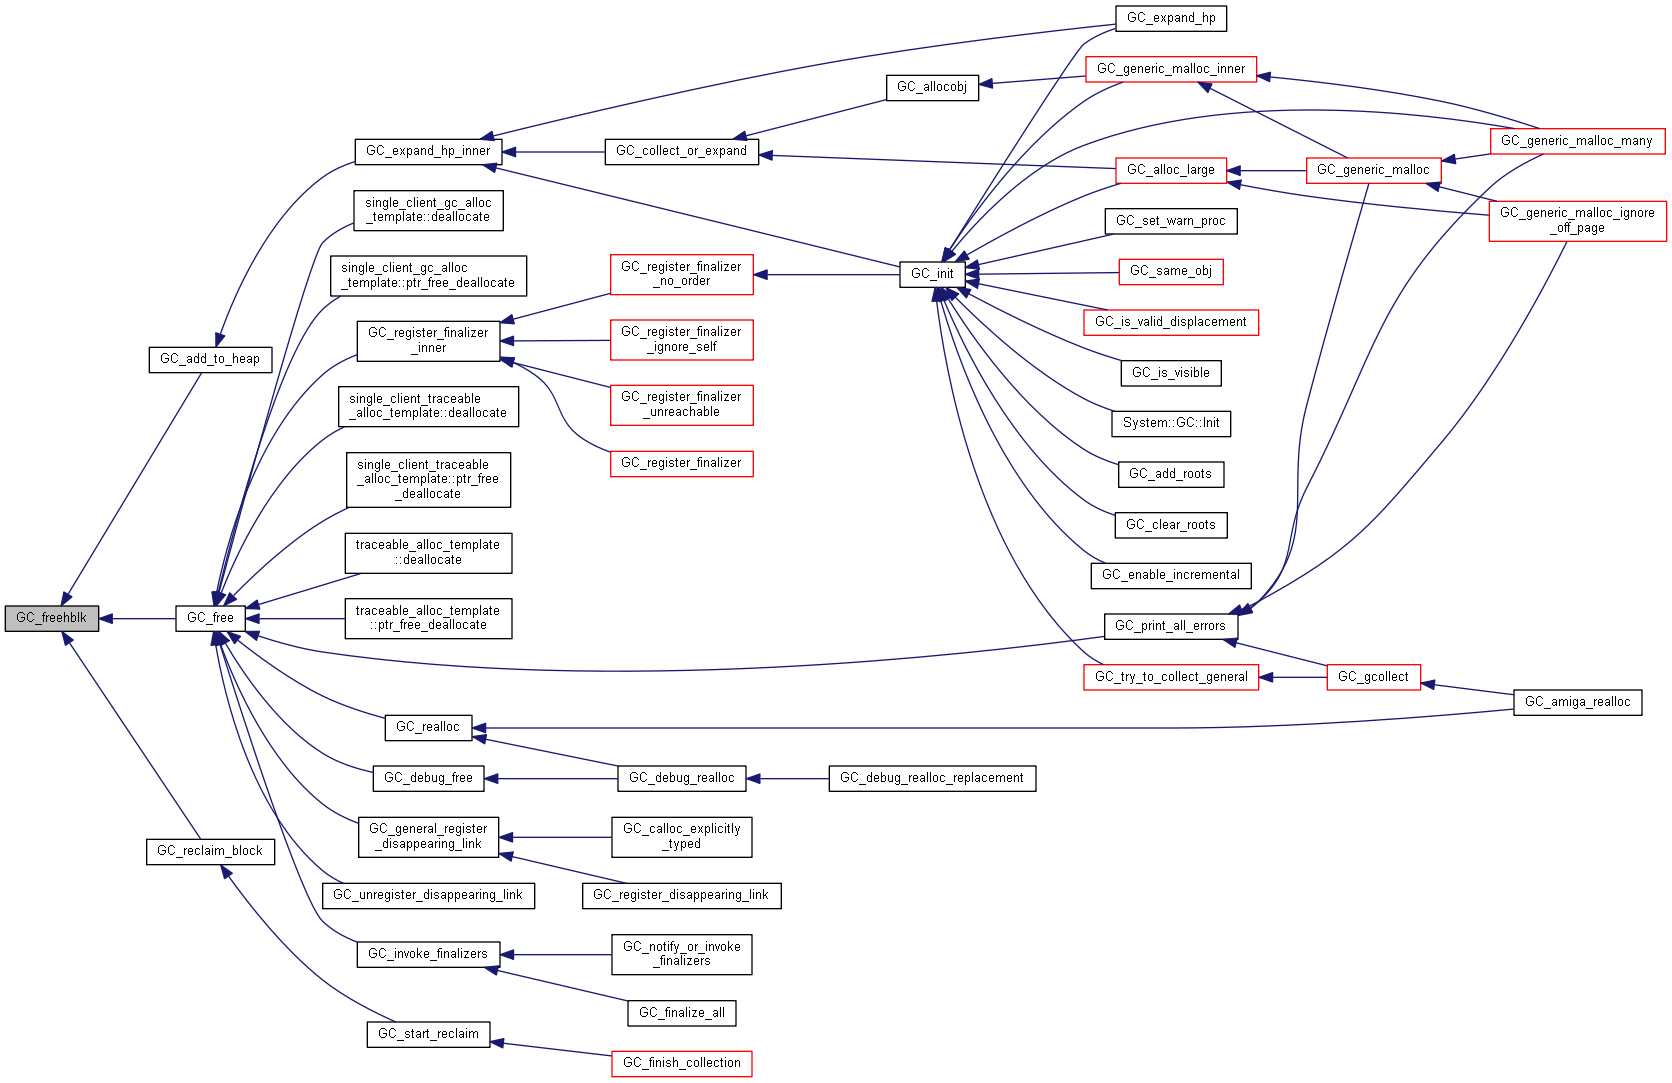 GC_expand_hp
GC_generic_malloc_inner
GC_allocobj
GC_generic_malloc_many
GC_expand_hp_inner
GC_collect_or_expand
GC_alloc_large
GC_generic_malloc
single_client_gc_alloc
_template::deallocate
GC_set_warn_proc
GC_generic_malloc_ignore
_off_page
single_client_gc_alloc
_template::ptr_free_deallocate
GC_register_finalizer
_no_order
GC_init
GC_same_obj
GC_is_valid_displacement
GC_register_finalizer
_inner
GC_register_finalizer
_ignore_self
GC_add_to_heap
GC_is_visible
single_client_traceable
_alloc_template::deallocate
GC_register_finalizer
_unreachable
System::GC::Init
GC_register_finalizer
GC_add_roots
single_client_traceable
_alloc_template::ptr_free
_deallocate
GC_clear_roots
traceable_alloc_template
::deallocate
GC_enable_incremental
GC_freehblk
GC_free
traceable_alloc_template
::ptr_free_deallocate
GC_print_all_errors
GC_try_to_collect_general
GC_gcollect
GC_amiga_realloc
GC_realloc
GC_debug_free
GC_debug_realloc
GC_debug_realloc_replacement
GC_general_register
_disappearing_link
GC_calloc_explicitly
_typed
GC_reclaim_block
GC_unregister_disappearing_link
GC_register_disappearing_link
GC_invoke_finalizers
GC_notify_or_invoke
_finalizers
GC_finalize_all
GC_start_reclaim
GC_finish_collection